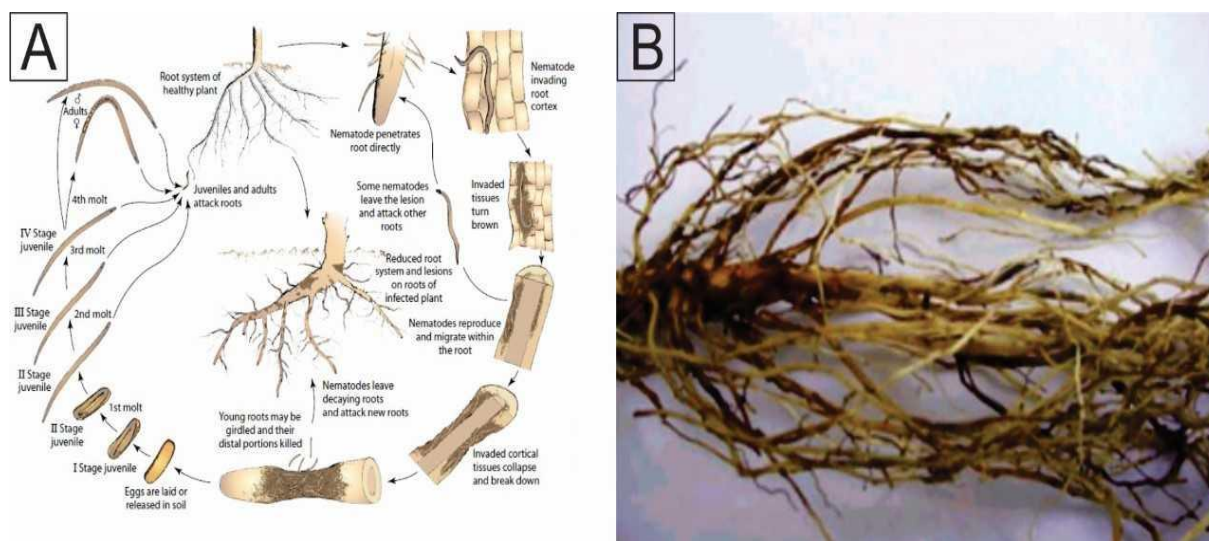 A
B
Root system of
healthy plant
Nematode penetrates
root directly
Nematode
invading
root
cortex
♂
Adults
♀
Juveniles and adults
attack roots
Some nematodes
leave the lesion
and attack other
roots
Invaded
tissues
turn
brown
4th molt
IV Stage
juvenile
3rd molt
Reduced root
system and lesions
on roots of
infected plant
III Stage
juvenile
2nd molt
Nematodes reproduce
and migrate within
the root
II Stage
juvenile
Nematodes leave
decaying roots
and attack new roots
1st molt
II Stage
juvenile
Young roots may be
girdled and their
distal portions killed
I Stage juvenile
Invaded cortical
tissues collapse
and break down
Eggs are laid or
released in soil